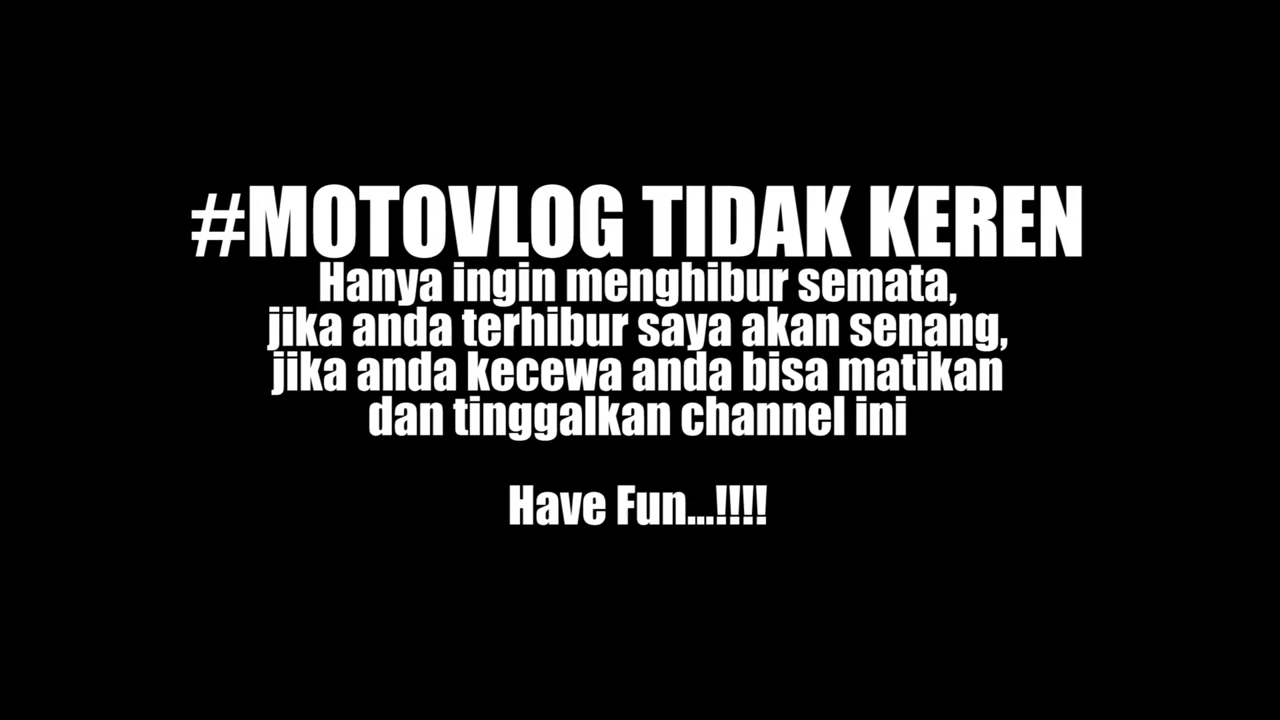 #MOTOVLOG TIDAK KEREN
Hanya ingin menghibur semata,
jika anda terhibur saya akan senang,
jika anda kecewa anda bisa matikan
dan tinggalkan channel ini
Have Fun...!!!!